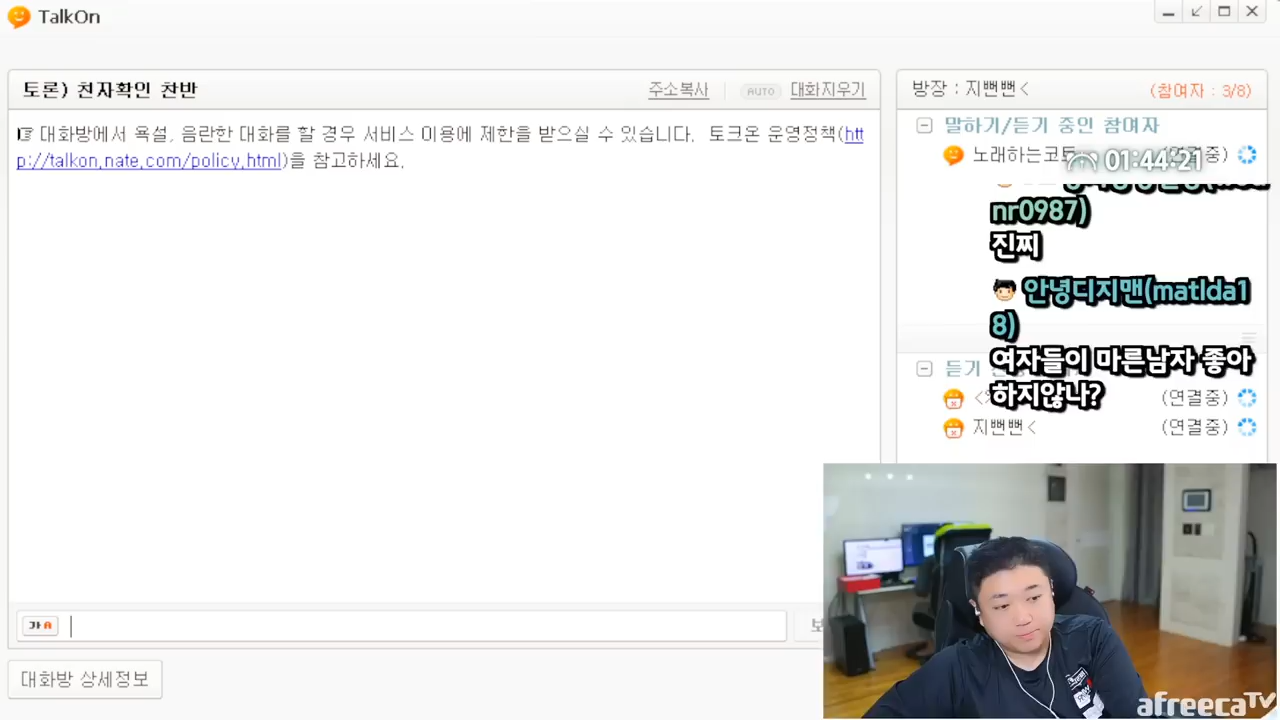 TalkOn
토론) 천자확인 찬반
주소복사
AUTO
대화지우기
☞ 대화방에서 욕설, 음란한 대화를 할 경우 서비스 이용에 제한을 받으실 수 있습니다. 토크온 운영정책(htt
p://talkon.nate.com/policy.html)을 참고하세요.
방장 : 지뻔뻔<
(참여자 : 3/8)
말하기/듣기 중인 참여자
노래하는코트
01:44:21
nr0987)
진찌
안녕디지맨(matlda1
8)
여자들이 마른남자 좋아
하지않나?
듣기
(연결중)
지뻔뻔<
(연결중)
가A
대화방 상세정보
afreecaTV